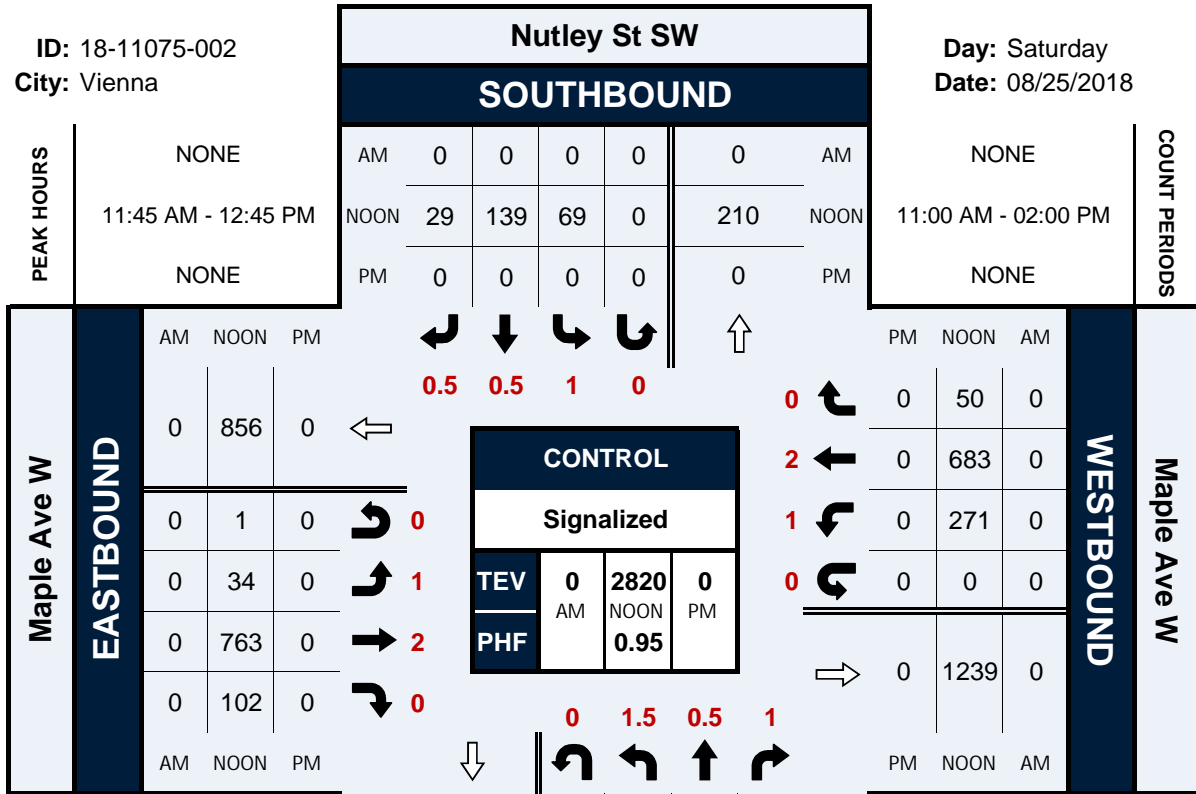 ID: 18-11075-002
City: Vienna
Nutley St SW
SOUTHBOUND
Day: Saturday
Date: 08/25/2018
PEAK HOURS
NONE
11:45 AM - 12:45 PM
NONE
AM 0 0 0 0 0 AM
NOON 29 139 69 0 210 NOON
PM 0 0 0 0 0 PM
NONE
11:00 AM - 02:00 PM
NONE
COUNT PERIODS
0.5 0.5 1 0
Maple Ave W
EASTBOUND
AM NOON PM
0 856 0
0 1 0 0
0 34 0 1
0 763 0 2
0 102 0 0
AM NOON PM
CONTROL
Signalized
TEV 0 2820 0
AM NOON PM
PHF 0.95
PM NOON AM
0 0 50 0
2 0 683 0
1 0 271 0
0 0 0 0
0 1239 0
PM NOON AM
WESTBOUND
Maple Ave W
0 1.5 0.5 1